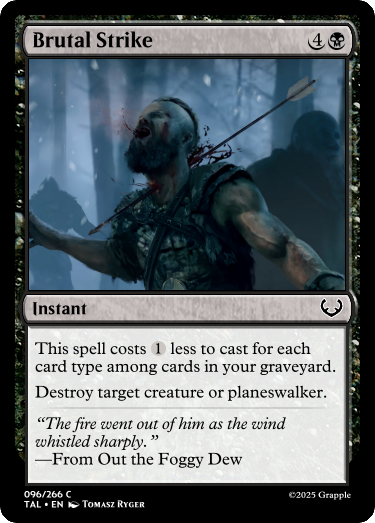 Brutal Strike 4
Instant
This spell costs 1 less to cast for each
card type among cards in your graveyard.
Destroy target creature or planeswalker.
“The fire went out of him as the wind
whistled sharply.”
—From Out the Foggy Dew
096/266 C
TAL • EN Tomasz Ryger
©2025 Grapple